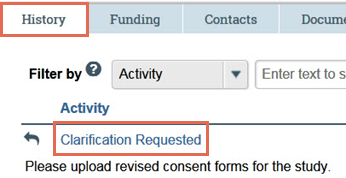 History Funding Contacts Docume
Filter by ? Activity Enter text to s
Activity
Clarification Requested
Please upload revised consent forms for the study.